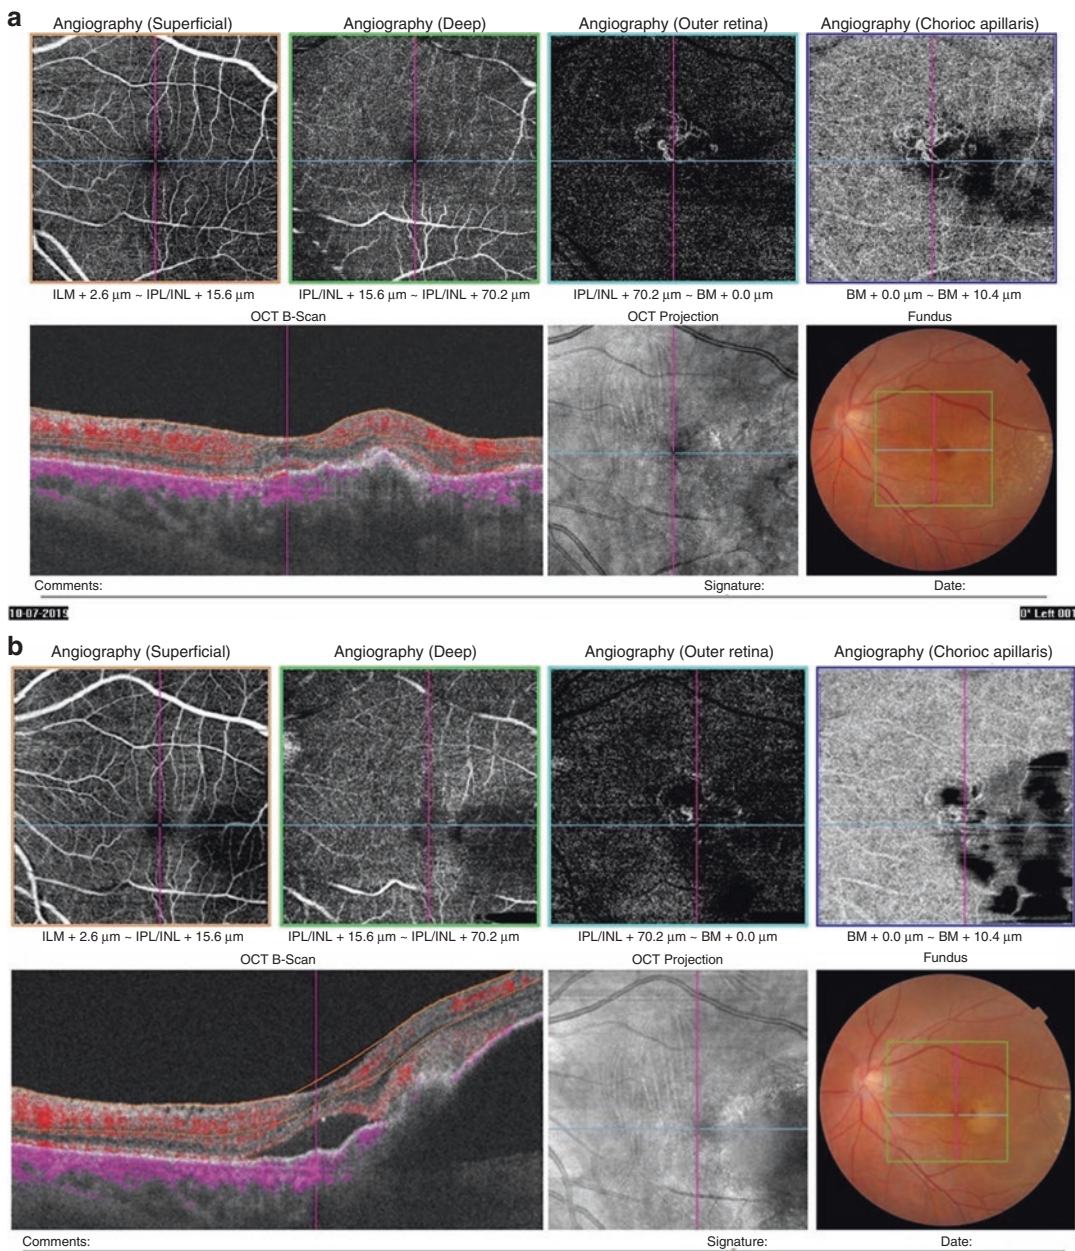 a
Angiography (Superficial) Angiography (Deep) Angiography (Outer retina) Angiography (Chorioc apillaris)
ILM + 2.6 μm ~ IPL/INL + 15.6 μm IPL/INL + 15.6 μm ~ IPL/INL + 70.2 μm IPL/INL + 70.2 μm ~ BM + 0.0 μm BM + 0.0 μm ~ BM + 10.4 μm
OCT B-Scan OCT Projection Fundus
Comments: Signature: Date:
10-07-2019 0° Left 001
b
Angiography (Superficial) Angiography (Deep) Angiography (Outer retina) Angiography (Chorioc apillaris)
ILM + 2.6 μm ~ IPL/INL + 15.6 μm IPL/INL + 15.6 μm ~ IPL/INL + 70.2 μm IPL/INL + 70.2 μm ~ BM + 0.0 μm BM + 0.0 μm ~ BM + 10.4 μm
OCT B-Scan OCT Projection Fundus
Comments: Signature: Date: